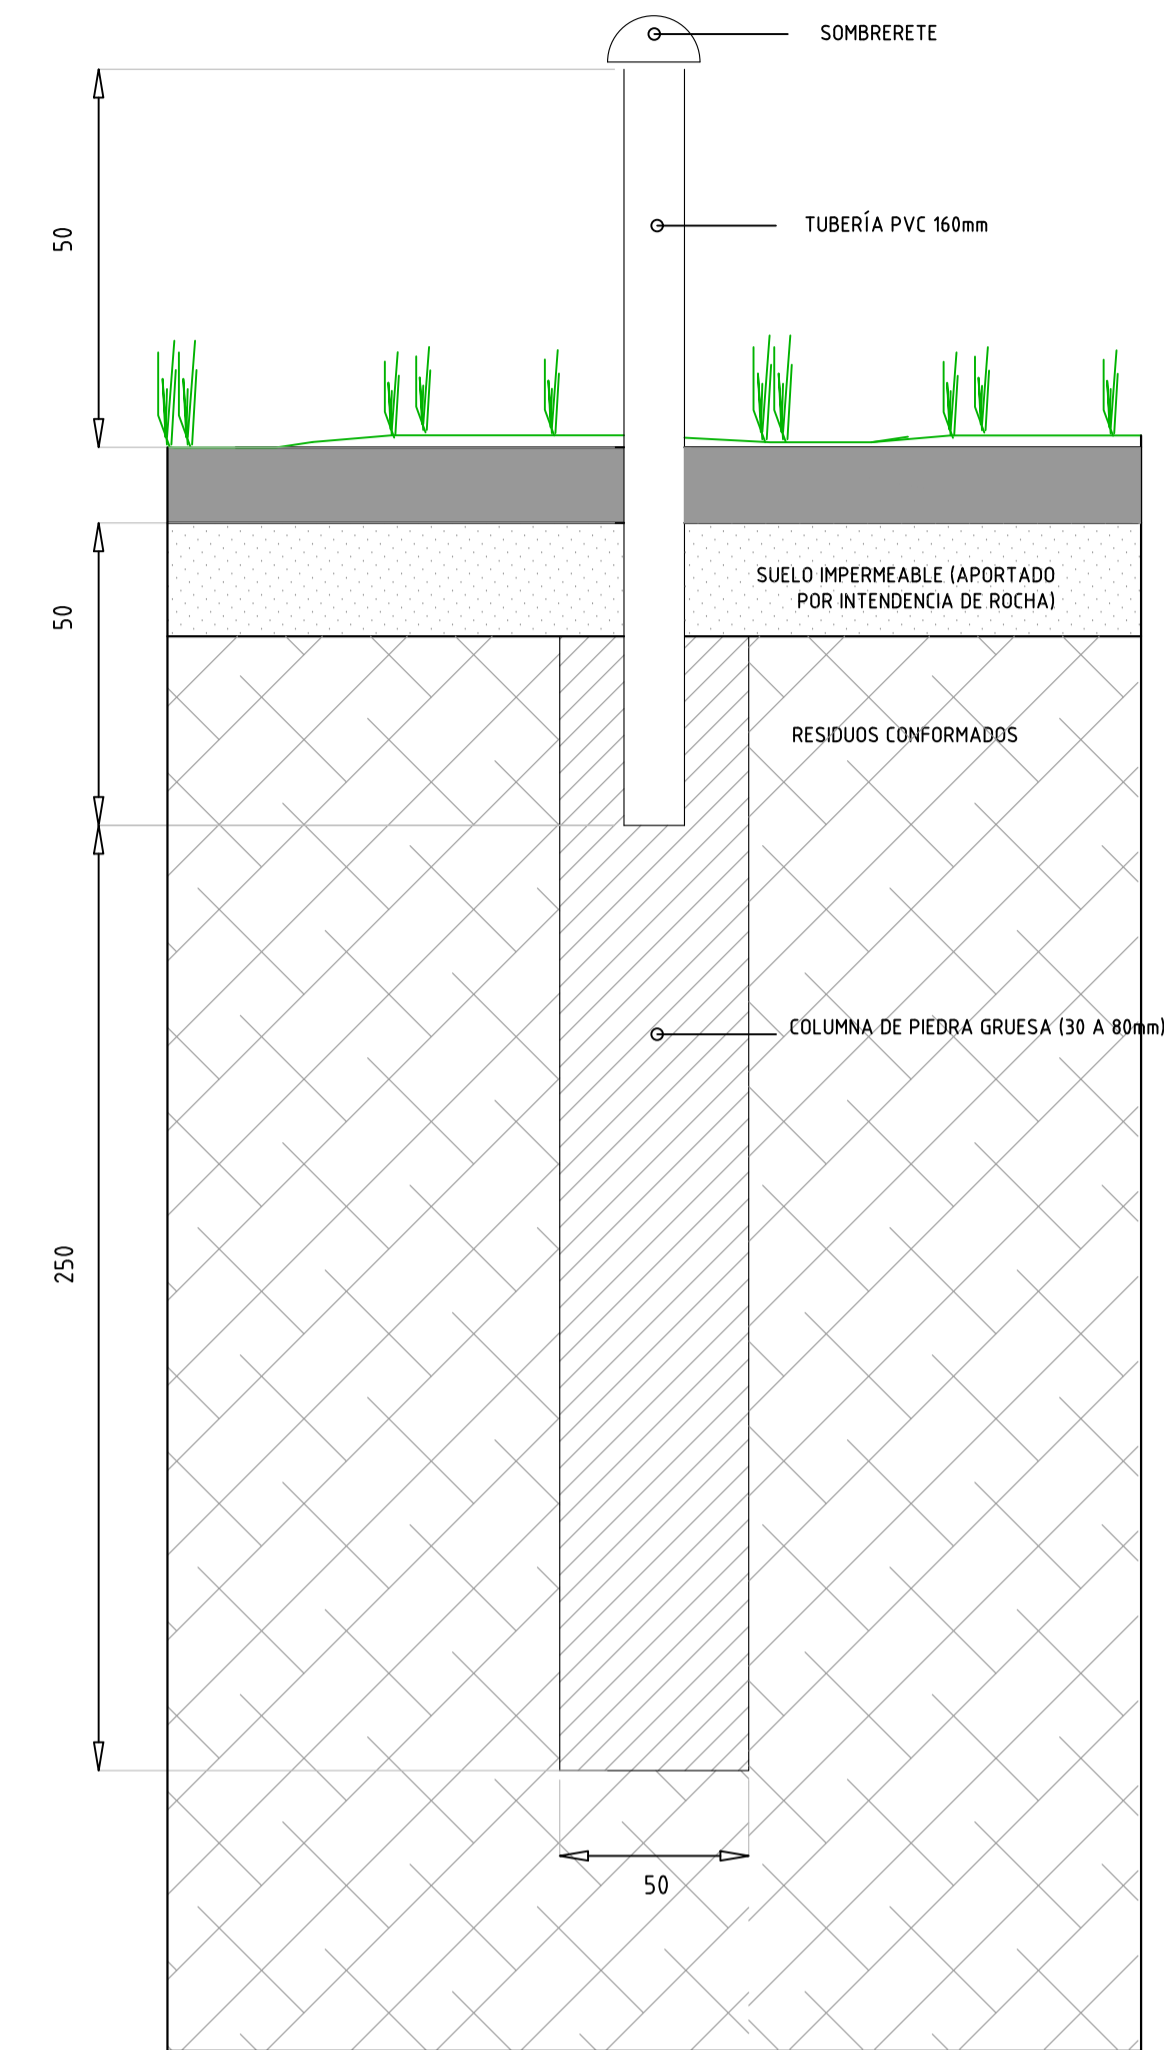 SOMBRERETE
50
TUBERÍA PVC 160mm
50
SUELO IMPERMEABLE (APORTADO
POR INTENDENCIA DE ROCHA)
RESIDUOS CONFORMADOS
COLUMNA DE PIEDRA GRUESA (30 A 80mm)
250
50